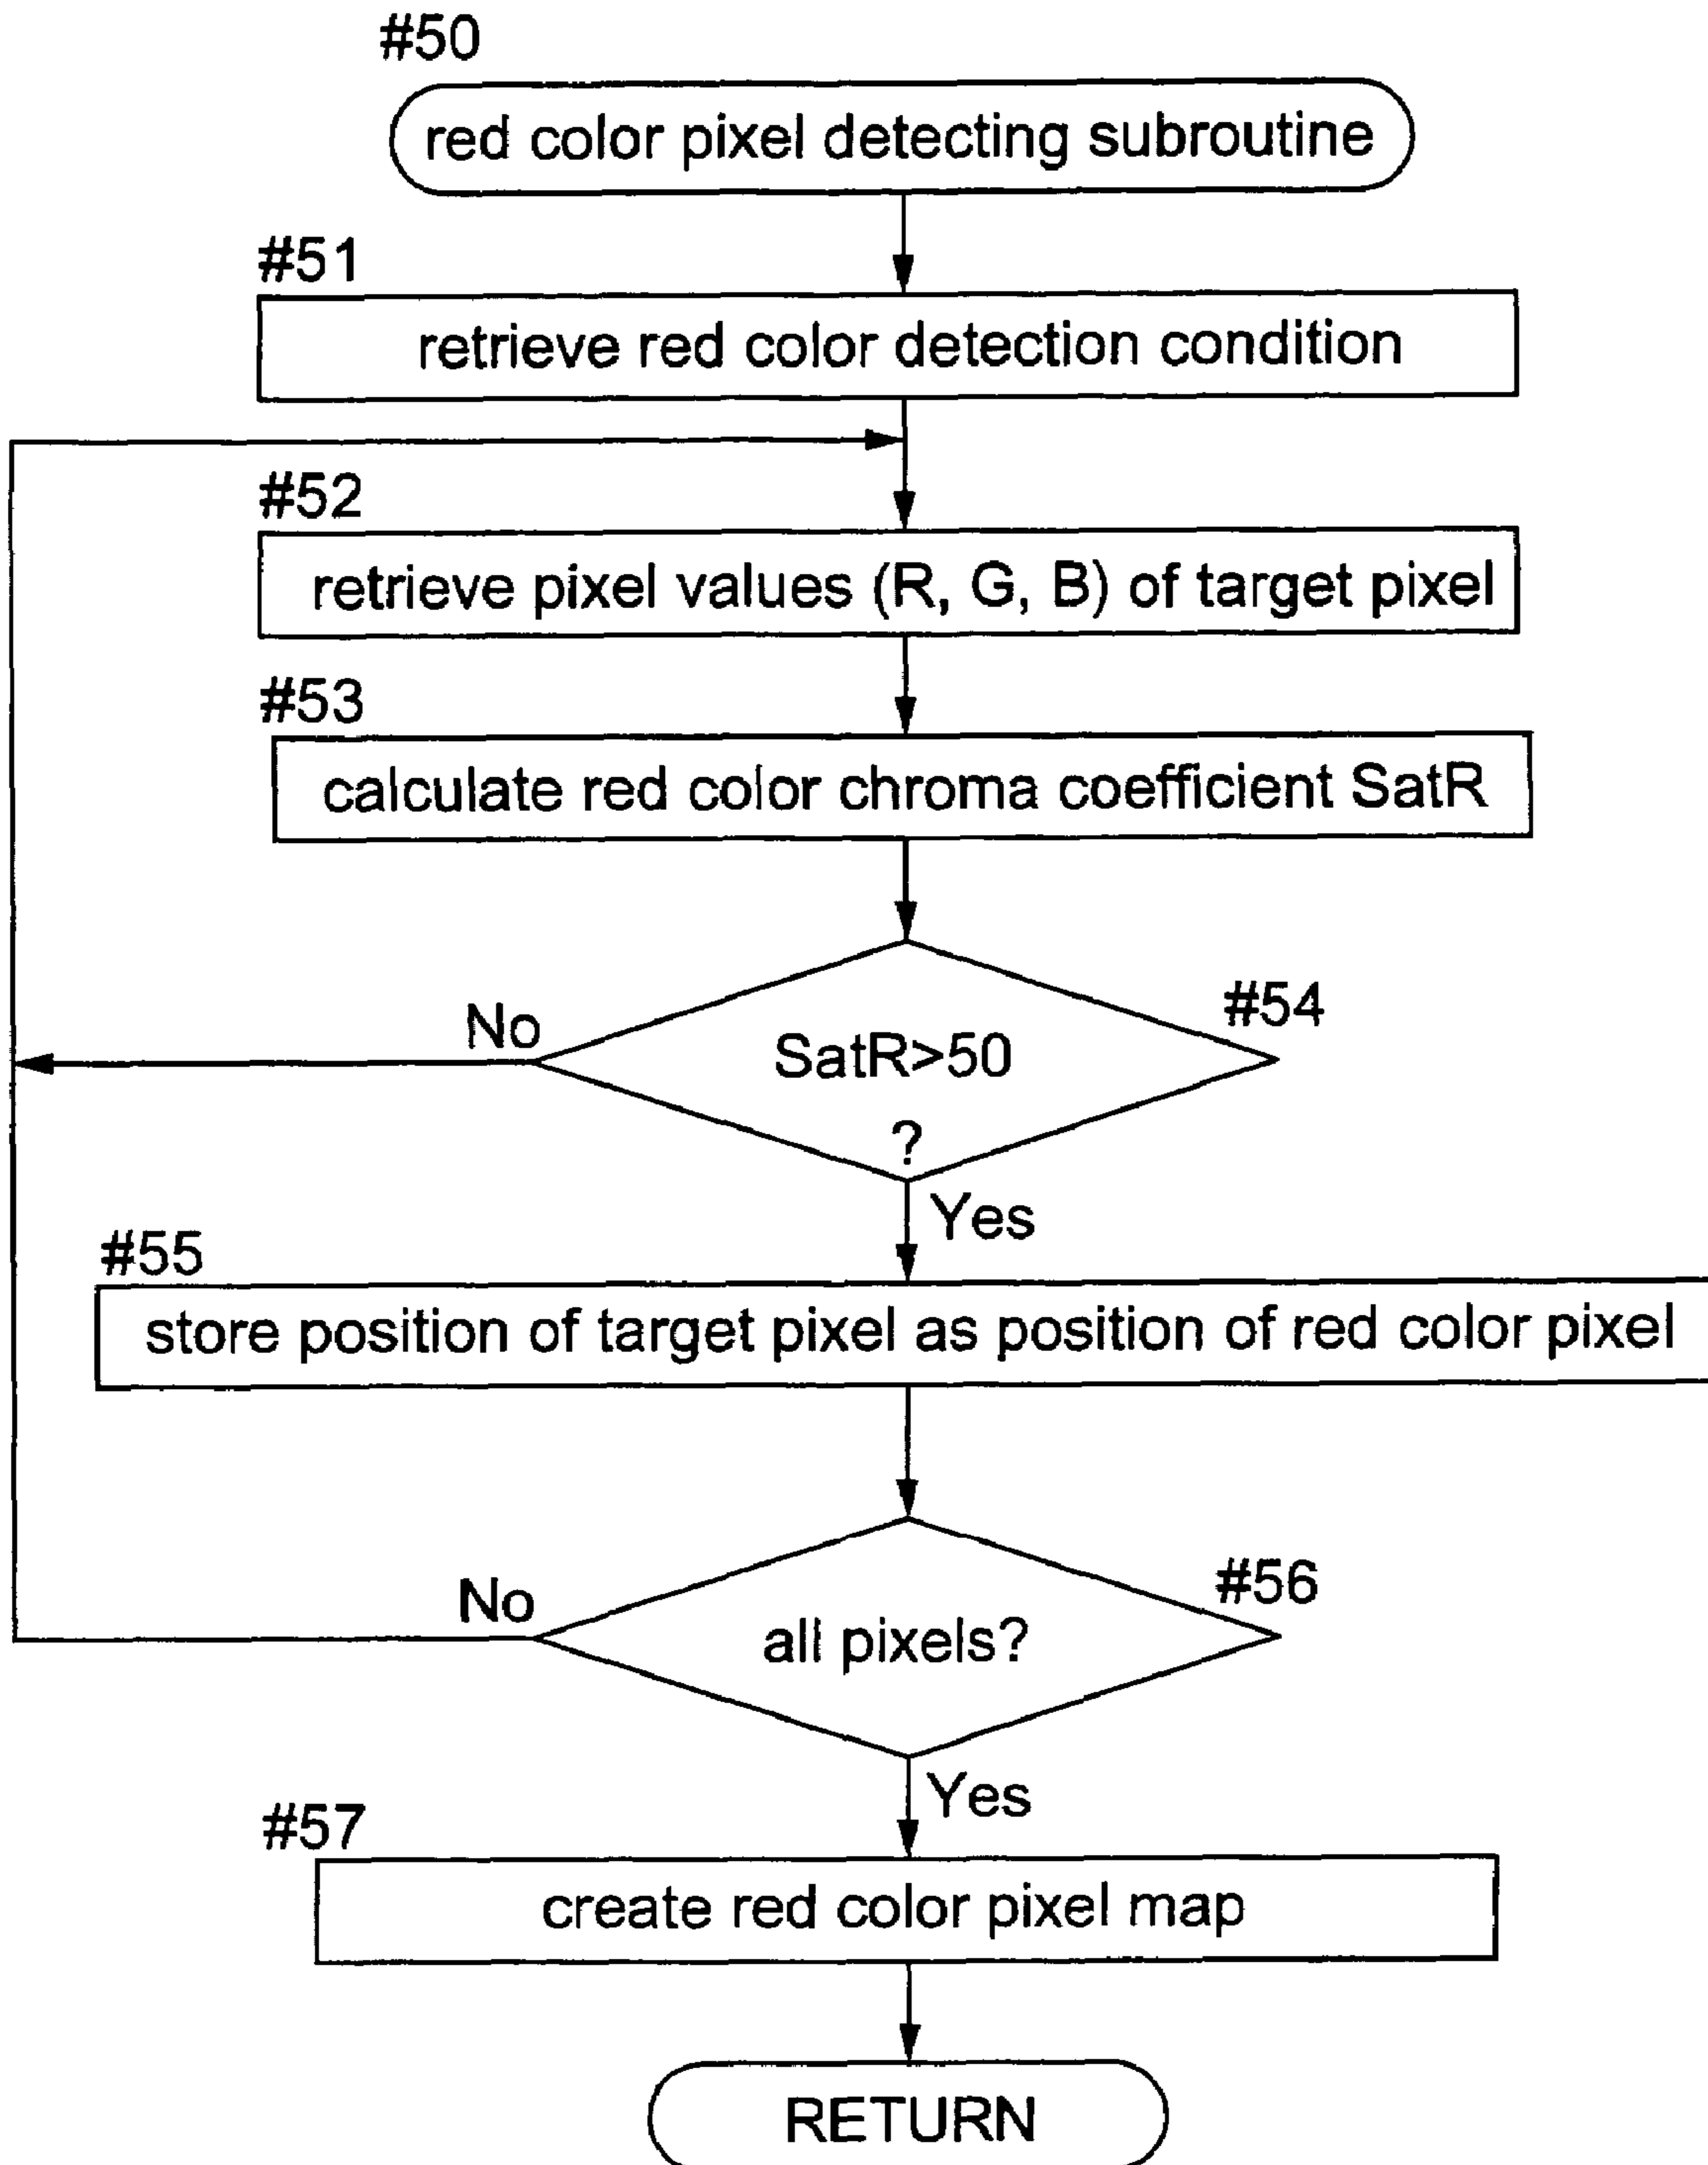 #50
red color pixel detecting subroutine
#51
retrieve red color detection condition
#52
retrieve pixel values (R, G, B) of target pixel
#53
calculate red color chroma coefficient SatR
#54
No
SatR>50
?
Yes
#55
store position of target pixel as position of red color pixel
#56
No
all pixels?
Yes
#57
create red color pixel map
RETURN